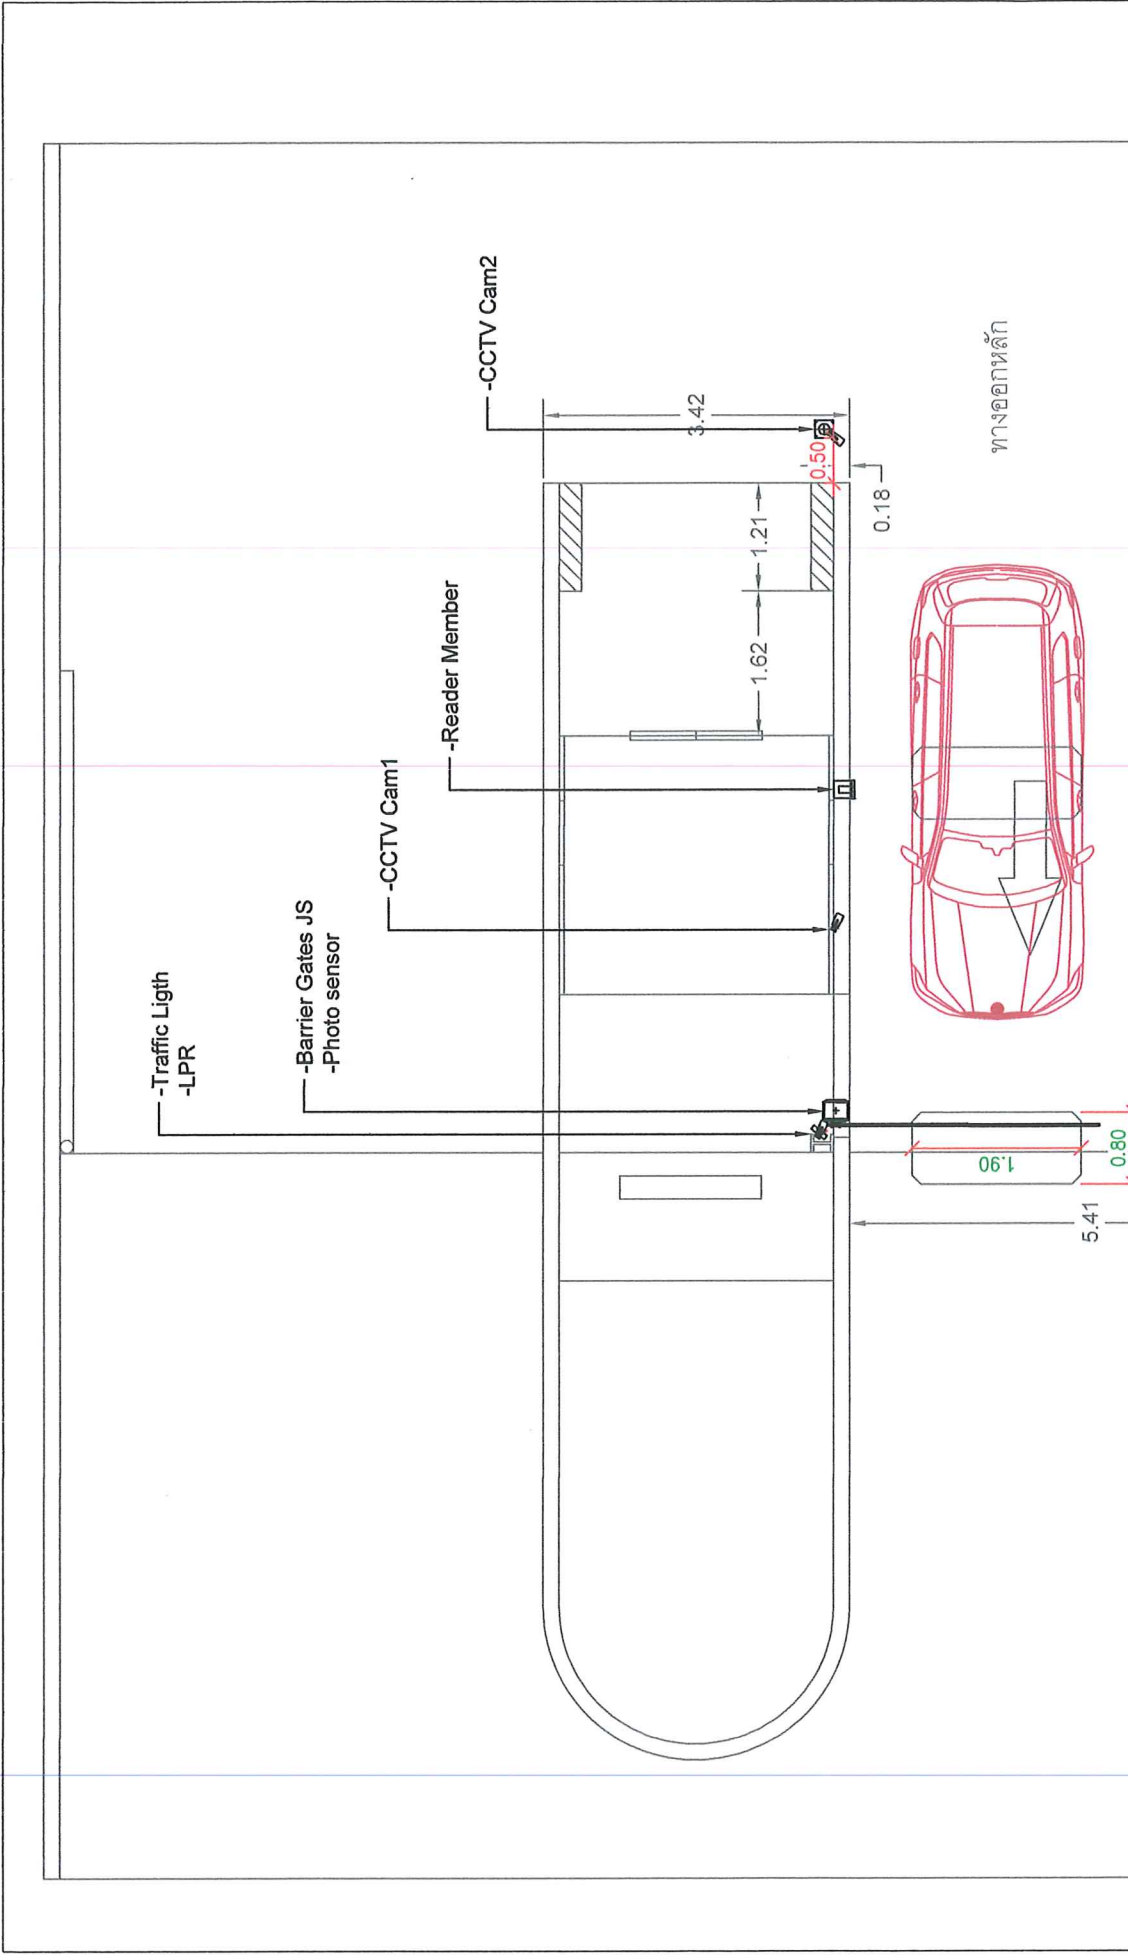 -Traffic Ligth
-LPR
-Barrier Gates JS
-Photo sensor
-CCTV Cam1
-Reader Member
-CCTV Cam2
3.42
0.50
0.18
1.21
1.62
ทางออกหลัก
1.90
0.80
5.41